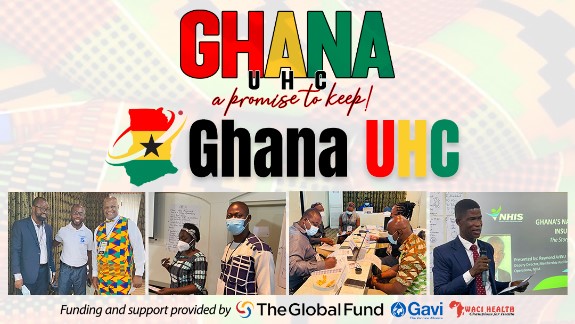 GHANA
UHC
a promise to keep!
Ghana UHC
NHIS
GHANA'S NA
INSU
Funding and support provided by The Global Fund Gavi WACI HEALTH